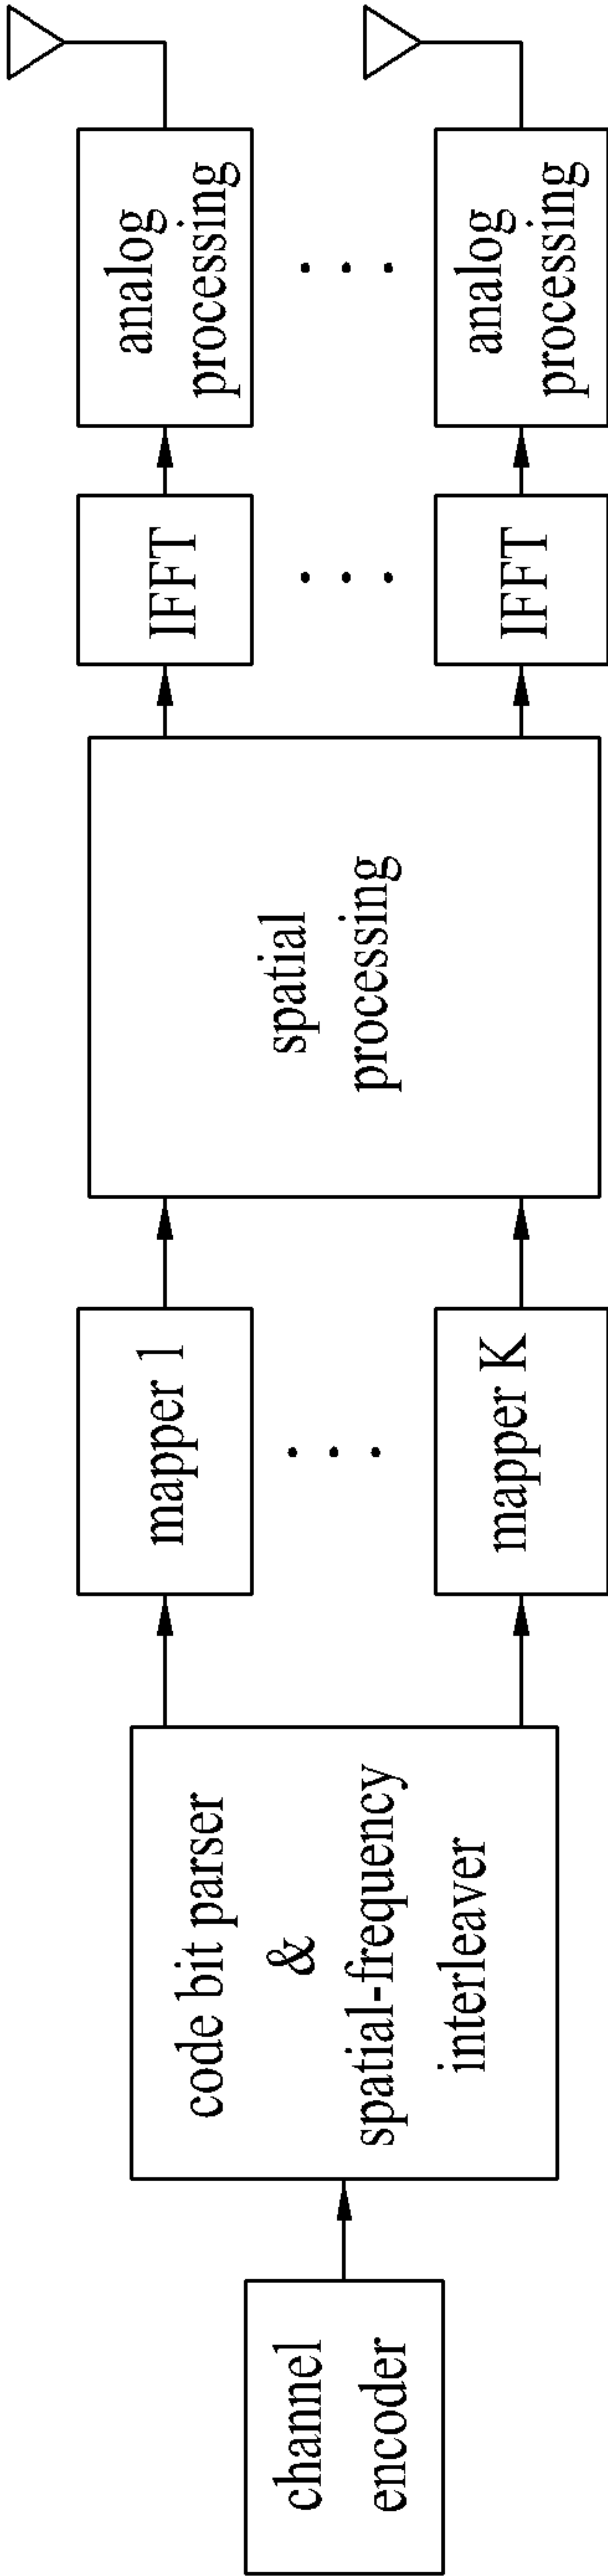 channel
encoder
code bit parser
&
spatial-frequency
interleaver
mapper 1
mapper K
spatial
processing
IFFT
IFFT
analog
processing
analog
processing